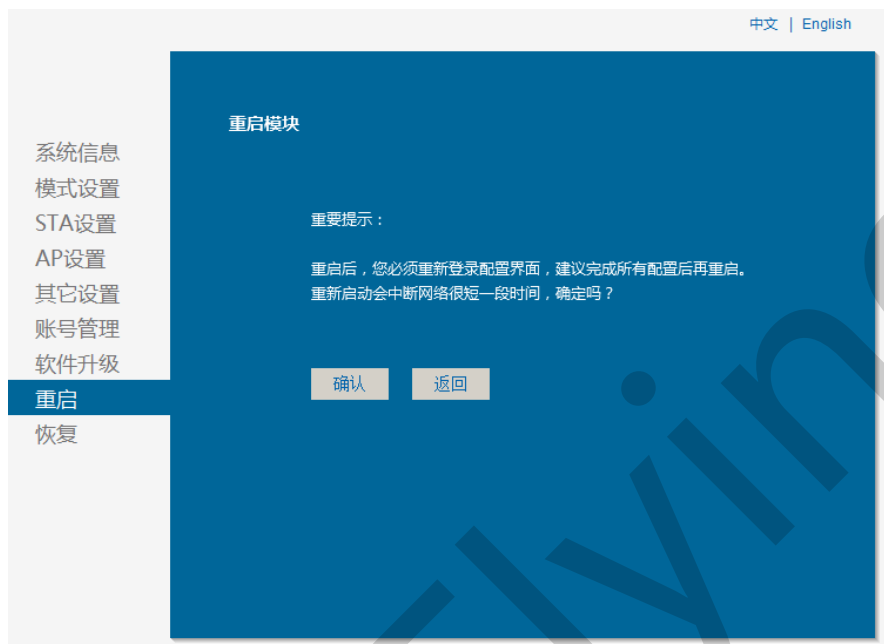 中文 | English
重启模块
系统信息
模式设置
STA设置
AP设置
其它设置
账号管理
软件升级
重启
恢复
重要提示：
重启后，您必须重新登录配置界面，建议完成所有配置后再重启。
重新启动会中断网络很短一段时间，确定吗？
确认 返回
Flying